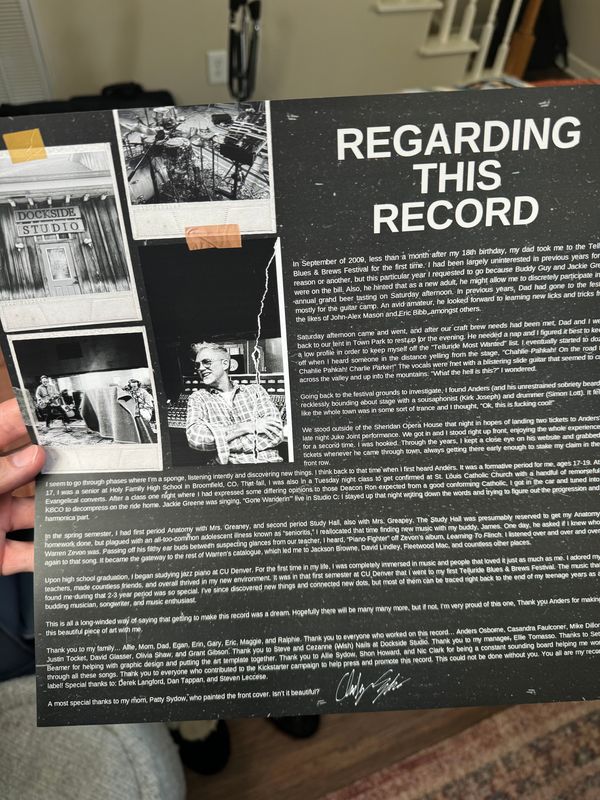 DOCKSIDE
STUDIO
REGARDING
THIS
RECORD
In September of 2009, less than a month after my 18th birthday, my dad took me to the Tell
Blues & Brews Festival for the first time. I had been largely uninterested in previous years for
reason or another, but this particular year I requested to go because Buddy Guy and Jackie Gre
were on the bill. Also, he hinted that as a new adult, he might allow me to discretely participate in
annual grand beer tasting on Saturday afternoon. In previous years, Dad had gone to the fest
mostly for the guitar camp. An avid amateur, he looked forward to learning new licks and tricks fr
the likes of John-Alex Mason and Eric Bibb, amongst others.
Saturday afternoon came and went, and after our craft brew needs had been met, Dad and I we
back to our tent in Town Park to rest up for the evening. He needed a nap and I figured it best to kee
a low profile in order to keep myself off the "Telluride Most Wanted" list. I eventually started to doz
off when I heard someone in the distance yelling from the stage, "Chahlie Pahkah! On the road
Chahlie Pahkah! Charlie Parker!" The vocals were met with a blistering slide guitar that seemed to ca
across the valley and up into the mountains. "What the hell is this?" I wondered.
Going back to the festival grounds to investigate, I found Anders (and his unrestrained sobriety beard
recklessly bounding about stage with a sousaphonist (Kirk Joseph) and drummer (Simon Lott). It fel
like the whole town was in some sort of trance and I thought, "Ok, this is fucking cool!"
We stood outside of the Sheridan Opera House that night in hopes of landing two tickets to Anders'
late night Juke Joint performance. We got in and I stood right up front, enjoying the whole experience
for a second time. I was hooked. Through the years, I kept a close eye on his website and grabbed
tickets whenever he came through town, always getting there early enough to stake my claim in the
front row.
I seem to go through phases where I'm a sponge, listening intently and discovering new things. I think back to that time when I first heard Anders. It was a formative period for me, ages 17-19. At
17, I was a senior at Holy Family High School in Broomfield, CO. That fall, I was also in a Tuesday night class to get confirmed at St. Louis Catholic Church with a handful of remorseful
Evangelical converts. After a class one night where I had expressed some differing opinions to those Deacon Ron expected from a good conforming Catholic, I got in the car and tuned into
KBCO to decompress on the ride home. Jackie Greene was singing, "Gone Wanderin'" live in Studio C. I stayed up that night writing down the words and trying to figure out the progression and
harmonica part.
In the spring semester, I had first period Anatomy with Mrs. Greaney, and second period Study Hall, also with Mrs. Greaney. The Study Hall was presumably reserved to get my Anatomy
homework done, but plagued with an all-too-common adolescent illness known as "senioritis," I reallocated that time finding new music with my buddy, James. One day, he asked if I knew who
Warren Zevon was. Passing off his filthy ear buds between suspecting glances from our teacher, I heard, "Piano Fighter" off Zevon's album, Learning To Flinch. I listened over and over and over
again to that song. It became the gateway to the rest of Warren's catalogue, which led me to Jackson Browne, David Lindley, Fleetwood Mac, and countless other places.
Upon high school graduation, I began studying jazz piano at CU Denver. For the first time in my life, I was completely immersed in music and people that loved it just as much as me. I adored my
teachers, made countless friends, and overall thrived in my new environment. It was in that first semester at CU Denver that I went to my first Telluride Blues & Brews Festival. The music that
found me during that 2-3 year period was so special. I've since discovered new things and connected new dots, but most of them can be traced right back to the end of my teenage years as a
budding musician, songwriter, and music enthusiast.
This is all a long-winded way of saying that getting to make this record was a dream. Hopefully there will be many many more, but if not, I'm very proud of this one. Thank you Anders for making
this beautiful piece of art with me.
Thank you to my family... Allie, Mom, Dad, Egan, Erin, Gary, Eric, Maggie, and Ralphie. Thank you to everyone who worked on this record... Anders Osborne, Casandra Faulconer, Mike Dillon
Justin Tocket, David Glasser, Olivia Shaw, and Grant Gibson. Thank you to Steve and Cezanne (Wish) Nails at Dockside Studio. Thank you to my manager, Ellie Tomasso. Thanks to Set
Beamer for helping with graphic design and putting the art template together. Thank you to Allie Sydow, Shon Howard, and Nic Clark for being a constant sounding board helping me wor
through all these songs. Thank you to everyone who contributed to the Kickstarter campaign to help press and promote this record. This could not be done without you. You all are my recor
label! Special thanks to: Derek Langford, Dan Tappan, and Steven Leccese.
A most special thanks to my mom, Patty Sydow, who painted the front cover. Isn't it beautiful?